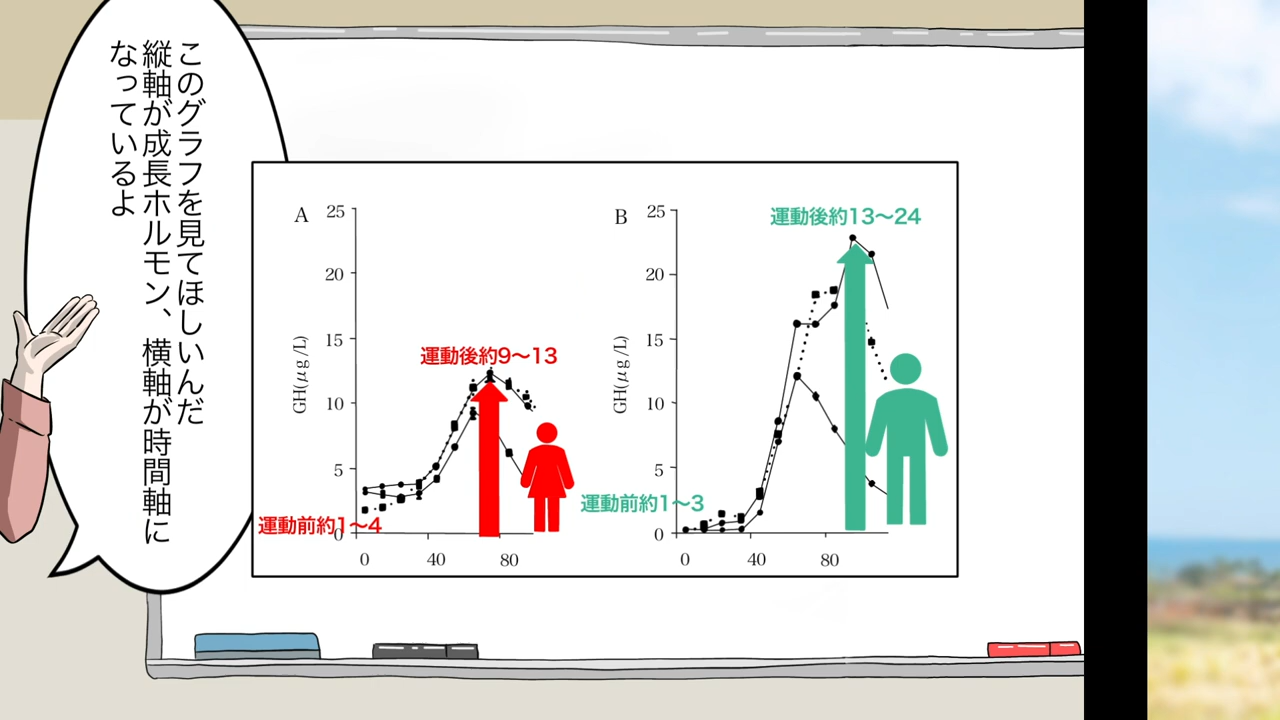 このグラフを見てほしいんだ
縦軸が成長ホルモン、横軸が時間軸に
なっているよ
A
25
20
15
10
5
0
GH(μg/L)
0 40 80
運動後約9〜13
運動前約1〜4
B
25
20
15
10
5
0
GH(μg/L)
0 40 80
運動後約13〜24
運動前約1〜3